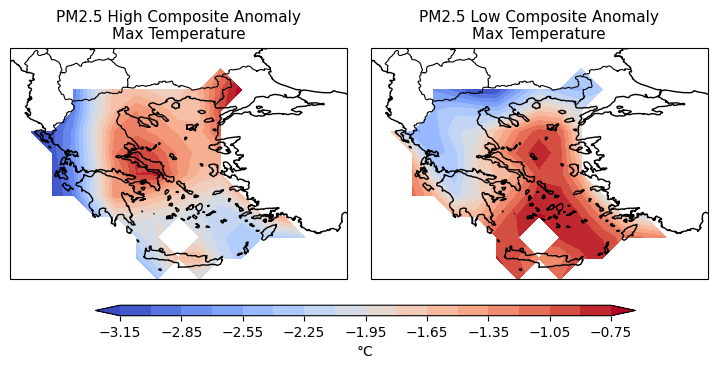 PM2.5 High Composite Anomaly
Max Temperature
PM2.5 Low Composite Anomaly
Max Temperature
−3.15 −2.85 −2.55 −2.25 −1.95 −1.65 −1.35 −1.05 −0.75
°C